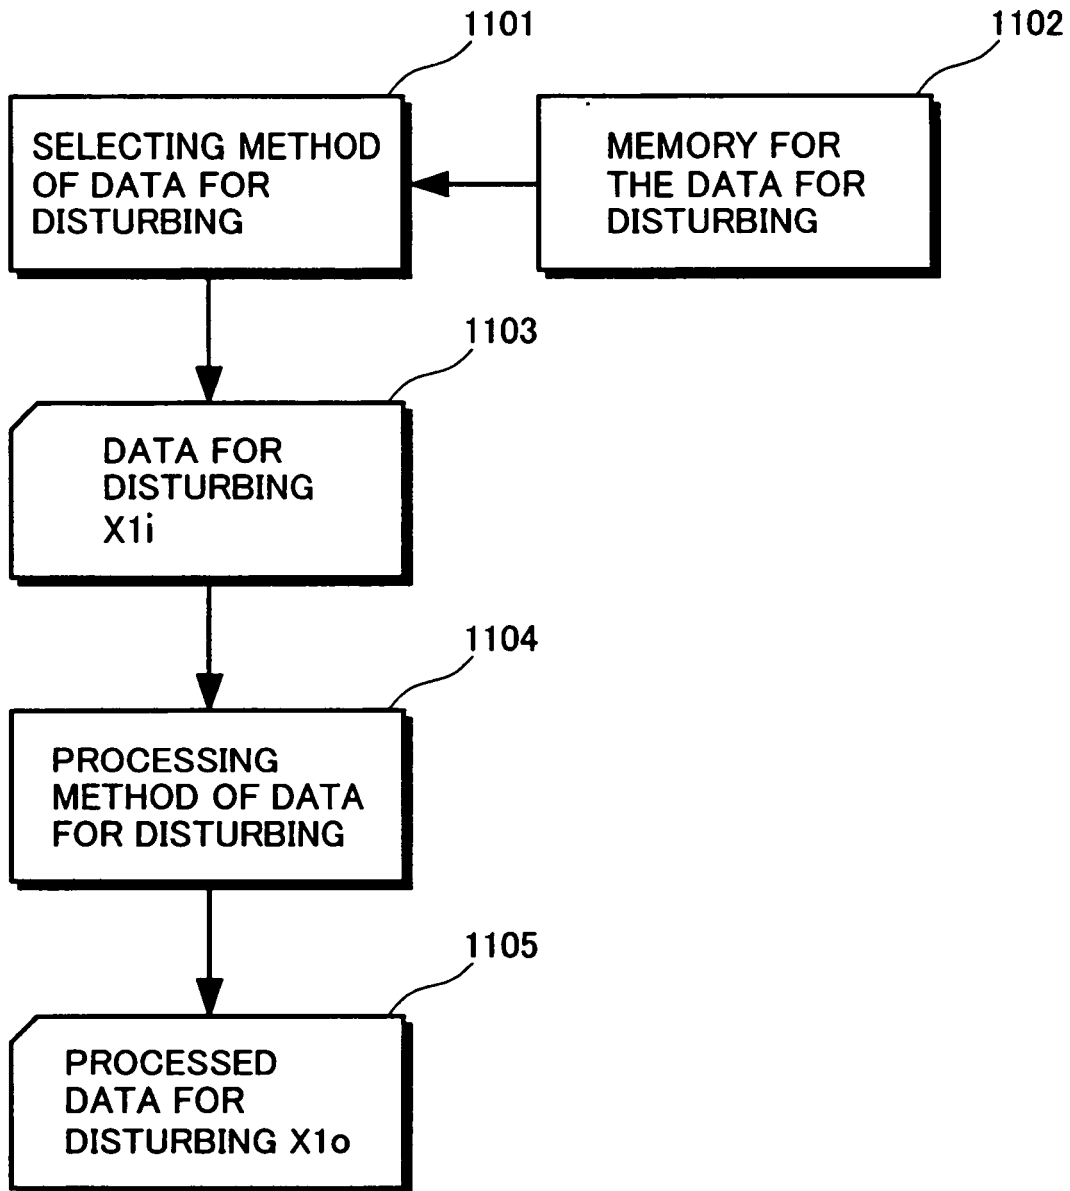 1101
1102
SELECTING METHOD
OF DATA FOR
DISTURBING
MEMORY FOR
THE DATA FOR
DISTURBING
1103
DATA FOR
DISTURBING
X1i
1104
PROCESSING
METHOD OF DATA
FOR DISTURBING
1105
PROCESSED
DATA FOR
DISTURBING X1o